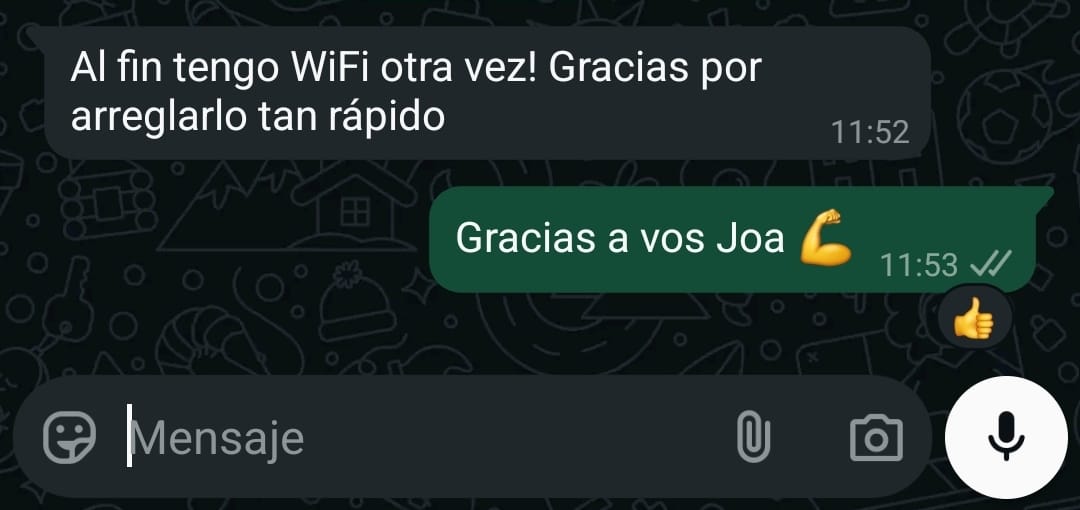 Al fin tengo WiFi otra vez! Gracias por
arreglarlo tan rápido
11:52
Gracias a vos Joa 💪
11:53
👍
Mensaje